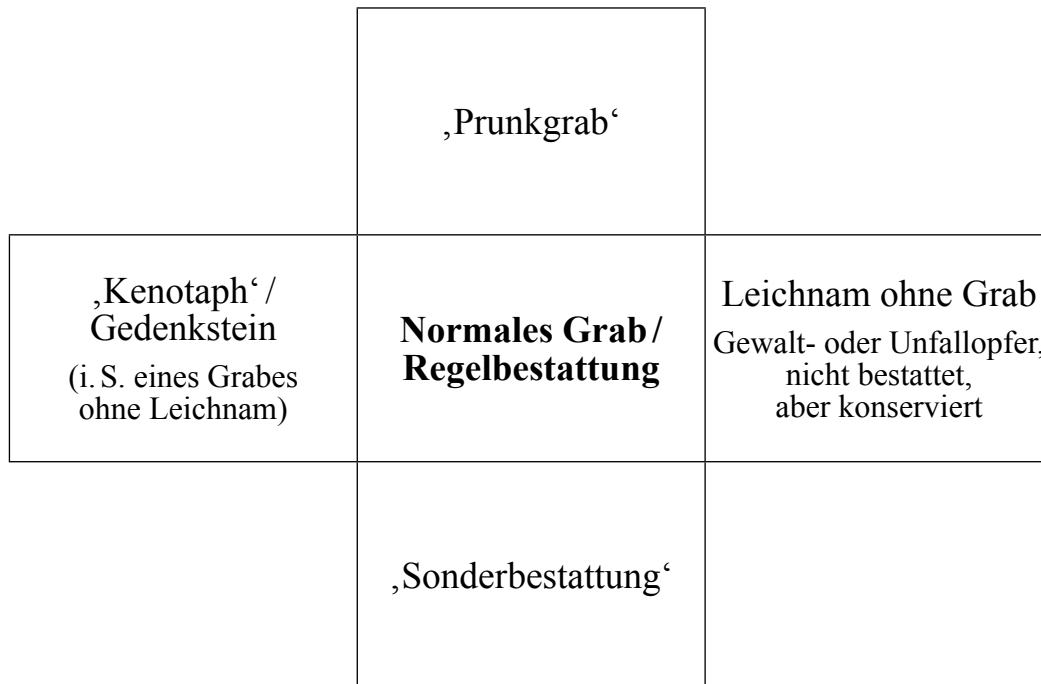 ‚Prunkgrab‘
‚Kenotaph‘ /
Gedenkstein
(i. S. eines Grabes
ohne Leichnam)
Normales Grab /
Regelbestattung
Leichnam ohne Grab
Gewalt- oder Unfallopfer,
nicht bestattet,
aber konserviert
‚Sonderbestattung‘